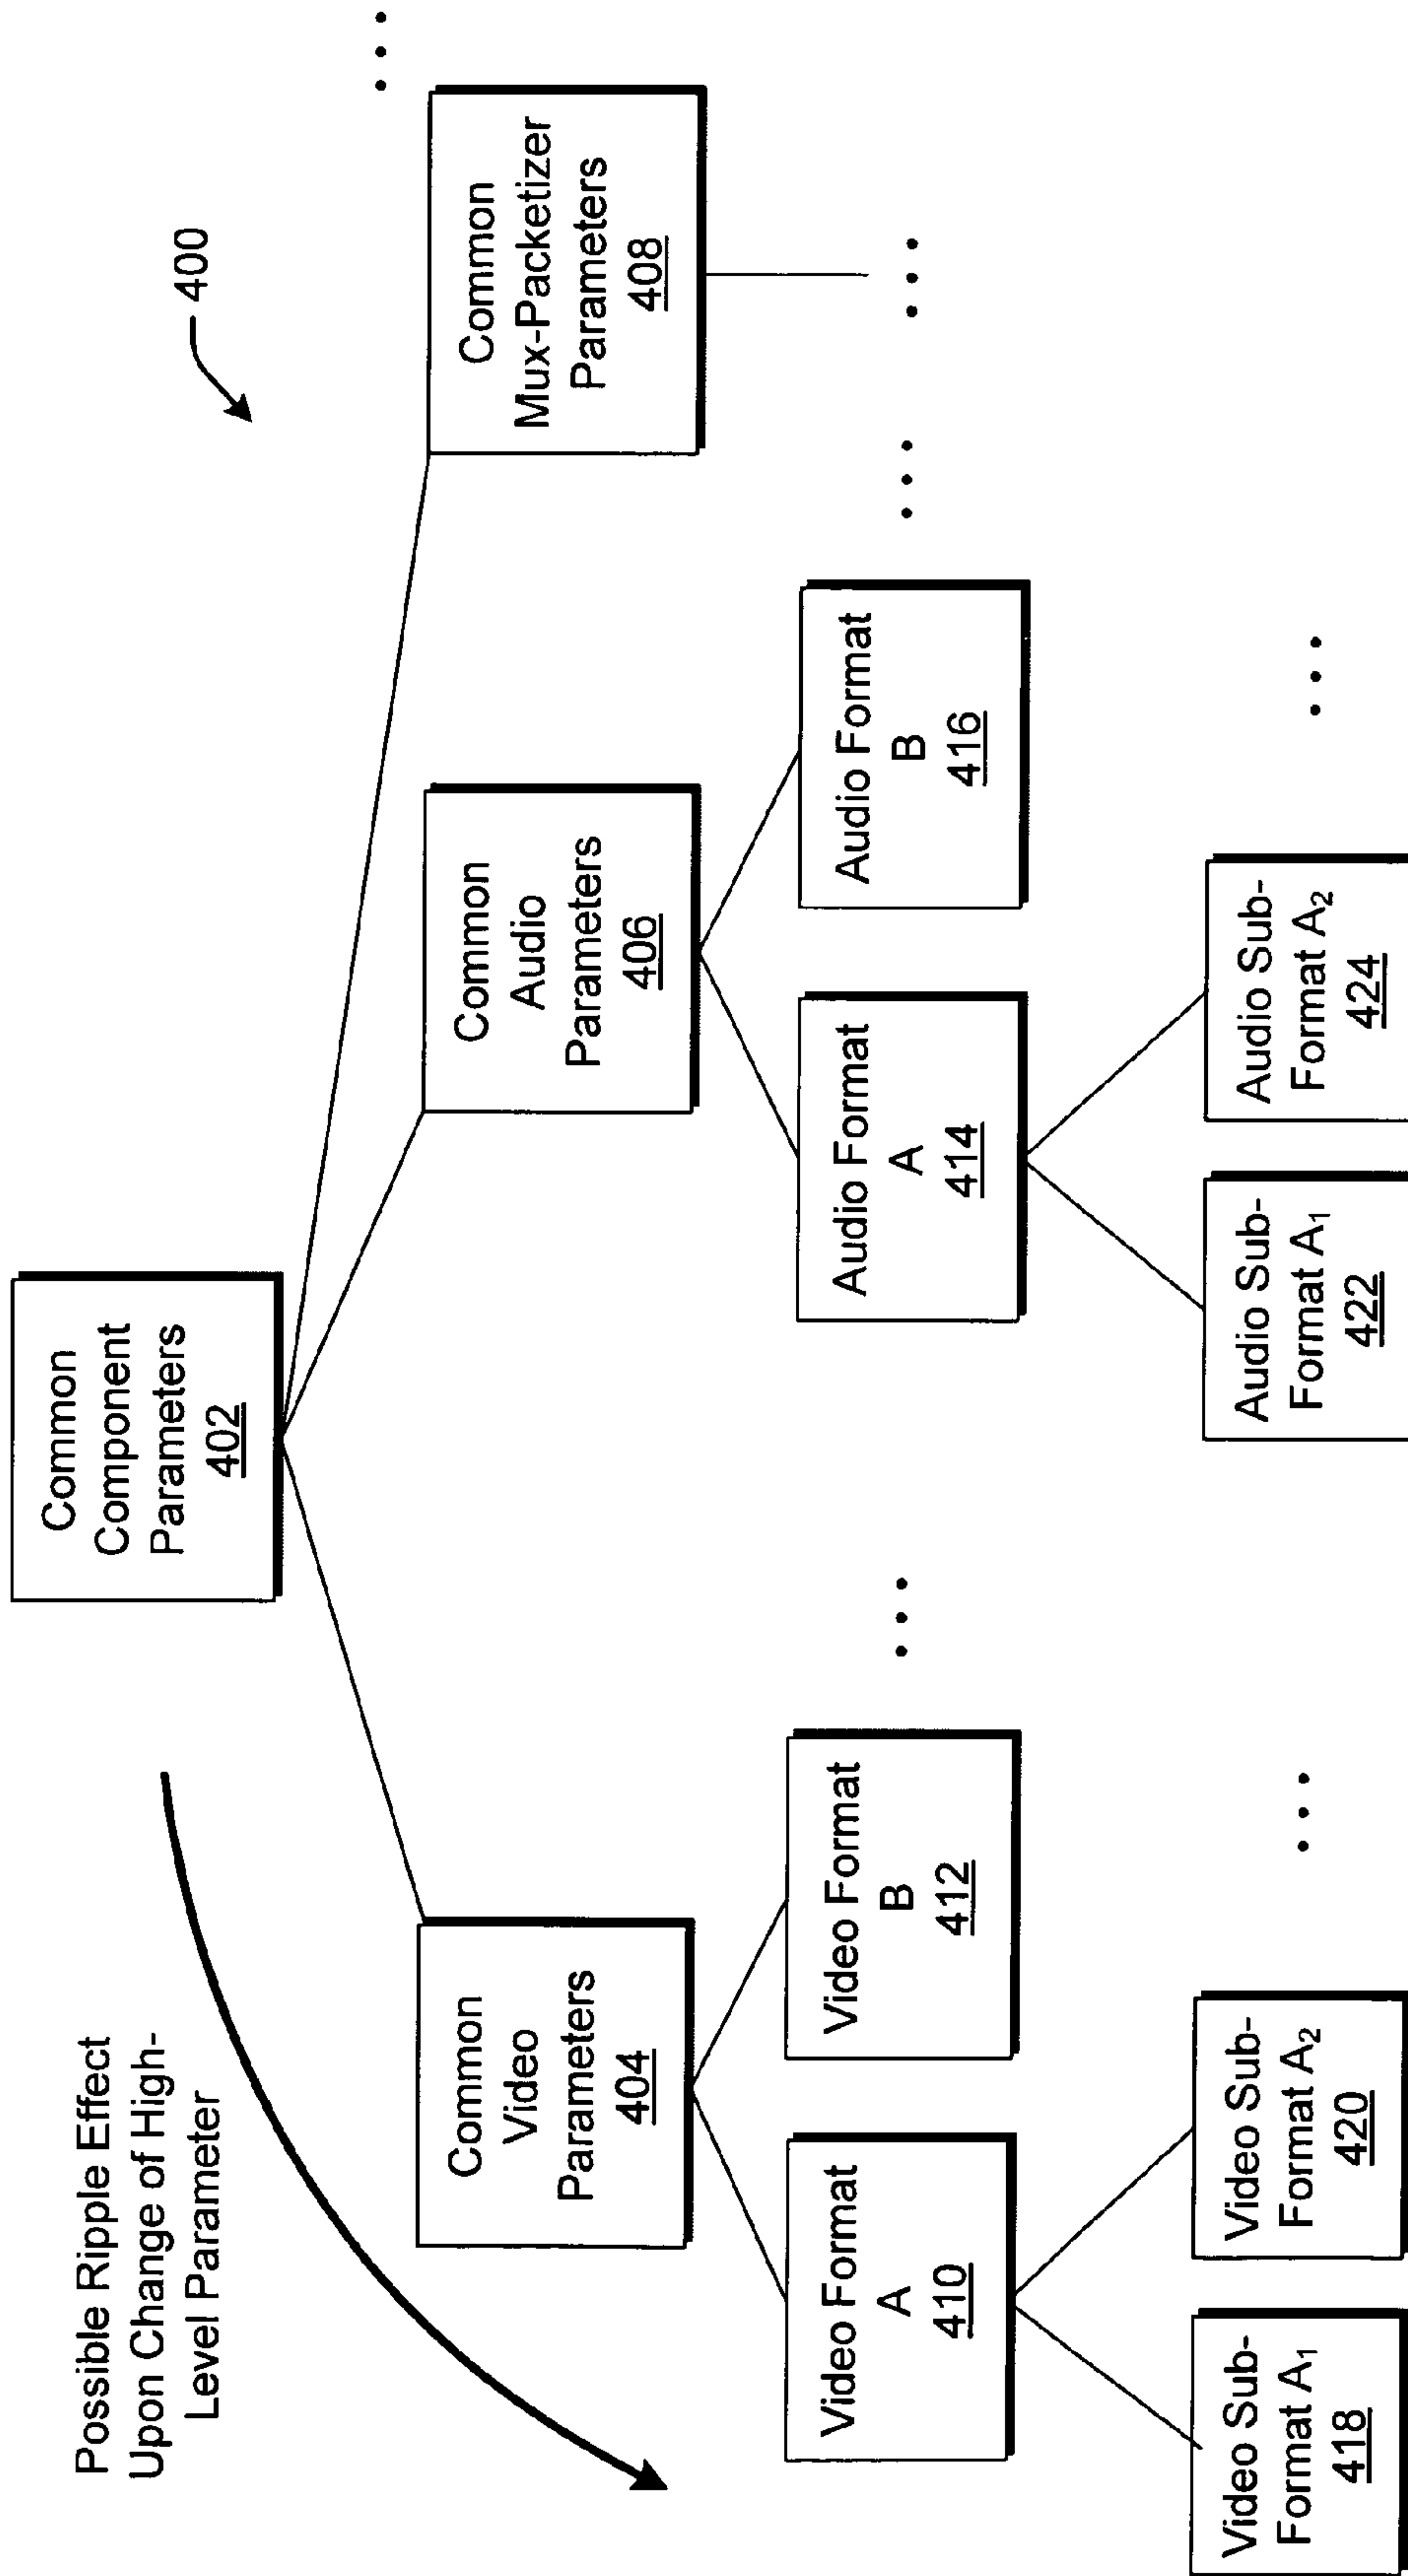 400
Common
Component
Parameters
402
Possible Ripple Effect
Upon Change of High-
Level Parameter
Common
Video
Parameters
404
Common
Audio
Parameters
406
Common
Mux-Packetizer
Parameters
408
Video Format
A
410
Video Format
B
412
Audio Format
A
414
Audio Format
B
416
Video Sub-
Format A₁
418
Video Sub-
Format A₂
420
Audio Sub-
Format A₁
422
Audio Sub-
Format A₂
424